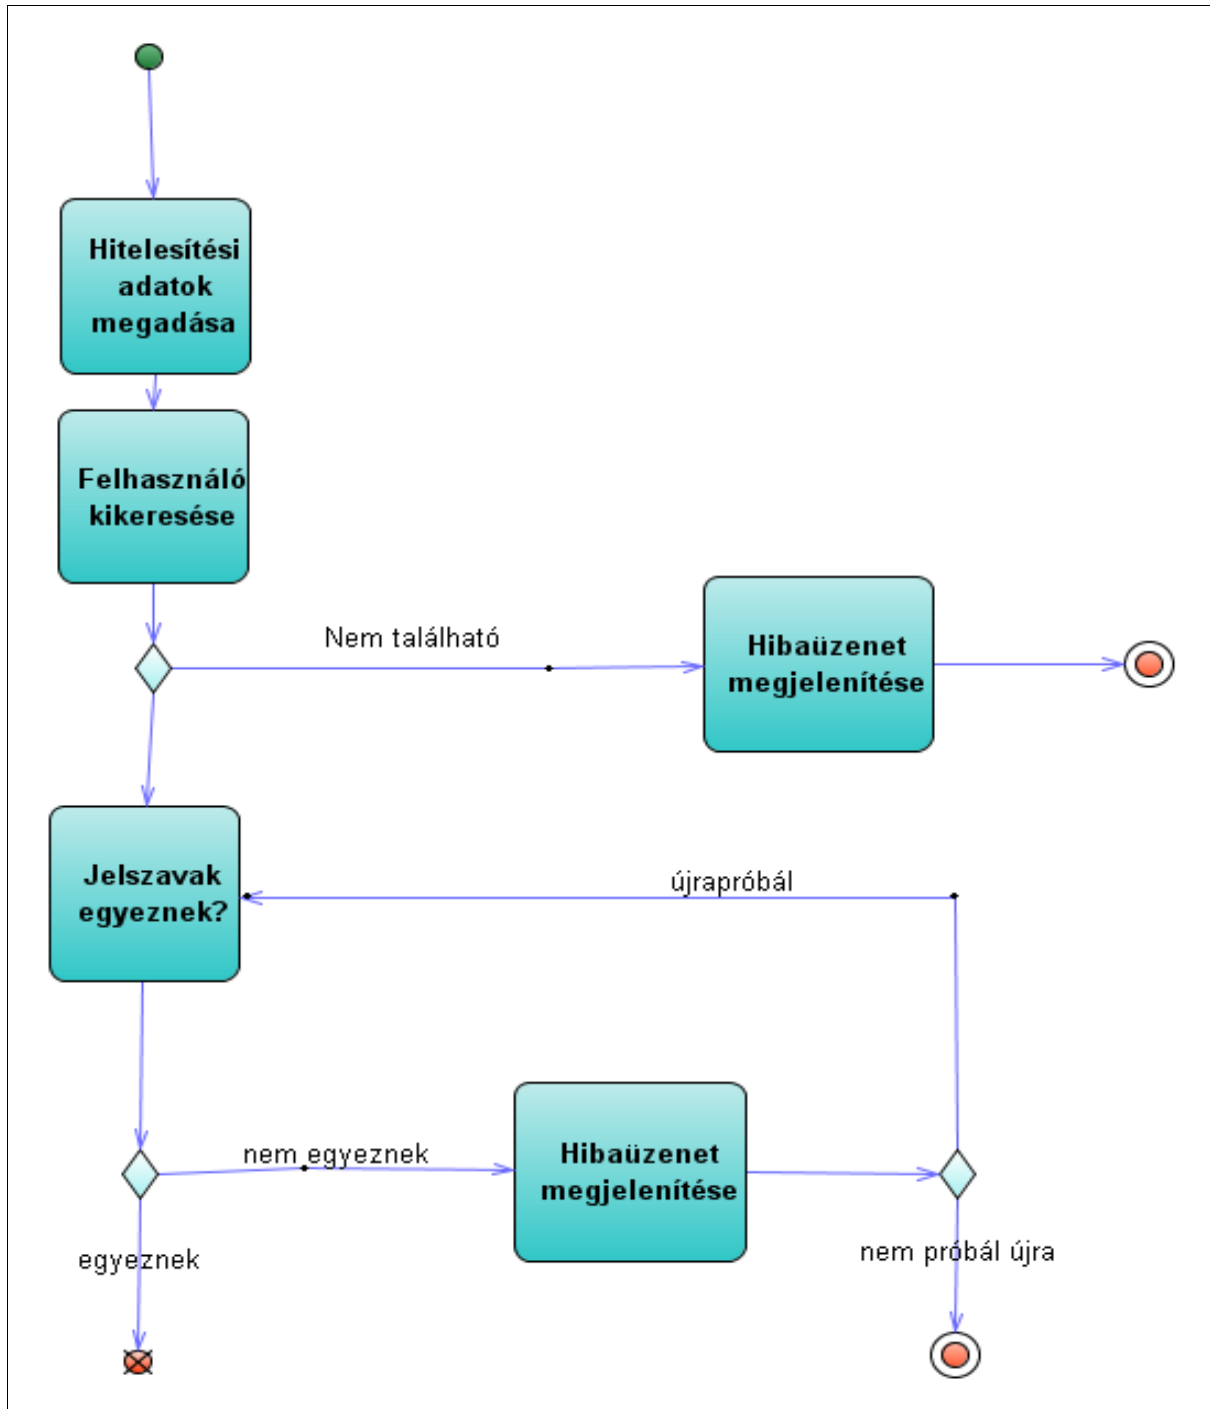 Hitelesítési
adatok
megadása
Felhasználó
kikeresése
Nem található
Hibaüzenet
megjelenítése
Jelszavak
egyeznek?
újrapróbál
nem egyeznek
Hibaüzenet
megjelenítése
egyeznek
nem próbál újra